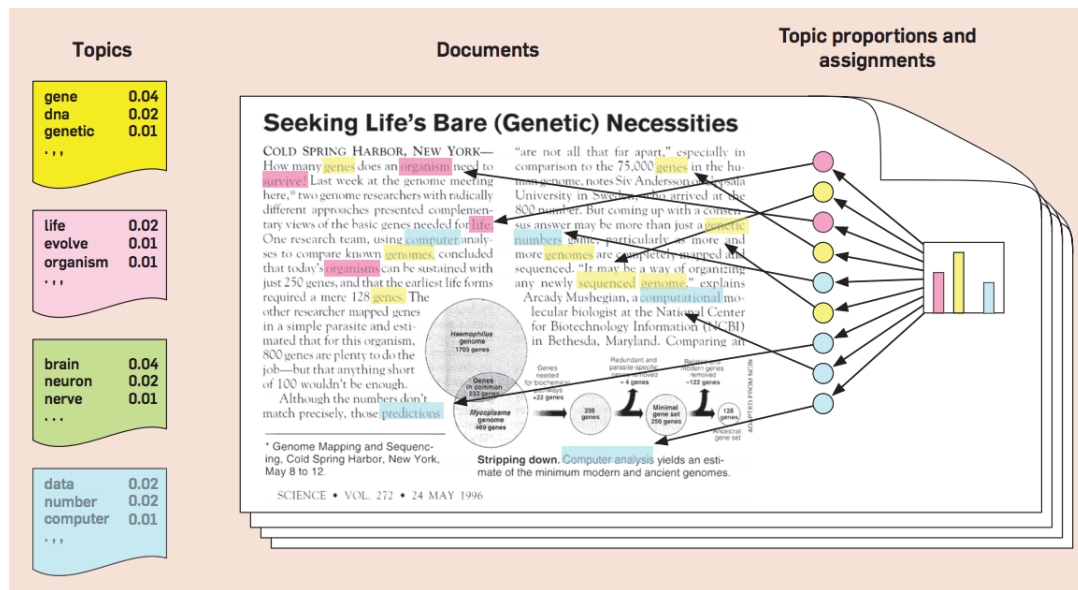 Topics
Documents
Topic proportions and
assignments
gene 0.04
dna 0.02
genetic 0.01
. , ,
life 0.02
evolve 0.01
organism 0.01
. , ,
brain 0.04
neuron 0.02
nerve 0.01
. . .
data 0.02
number 0.02
computer 0.01
. , ,
Seeking Life's Bare (Genetic) Necessities
COLD SPRING HARBOR, NEW YORK—
How many genes does an organism need to
survive? Last week at the genome meeting
here,* two genome researchers with radically
different approaches presented complemen-
tary views of the basic genes needed for life.
One research team, using computer analy-
ses to compare known genomes, concluded
that today's organisms can be sustained with
just 250 genes, and that the earliest life forms
required a mere 128 genes. The
other researcher mapped genes
in a simple parasite and esti-
mated that for this organism,
800 genes are plenty to do the
job—but that anything short
of 100 wouldn't be enough.
Although the numbers don't
match precisely, those predictions
* Genome Mapping and Sequenc-
ing, Cold Spring Harbor, New York,
May 8 to 12.
"are not all that far apart," especially in
comparison to the 75,000 genes in the hu-
man genome, notes Siv Andersson of Uppsala
University in Sweden, who arrived at the
800 number. But coming up with a consen-
sus answer may be more than just a genetic
numbers game, particularly as more and
more genomes are completely mapped and
sequenced. "It may be a way of organizing
any newly sequenced genome," explains
Arcady Mushegian, a computational mo-
lecular biologist at the National Center
for Biotechnology Information (NCBI)
in Bethesda, Maryland. Comparing an
Haemophilus
genome
1703 genes
Genes
in common
233 genes
Mycoplasma
genome
469 genes
Genes
needed
for biochemical
pathways
+22 genes
256
genes
Redundant and
parasite-specific
genes removed
– 4 genes
Minimal
gene set
250 genes
Related and
modern genes
removed
–122 genes
128
genes
Ancestral
gene set
ADAPTED FROM NCBI
Stripping down. Computer analysis yields an esti-
mate of the minimum modern and ancient genomes.
SCIENCE • VOL. 272 • 24 MAY 1996